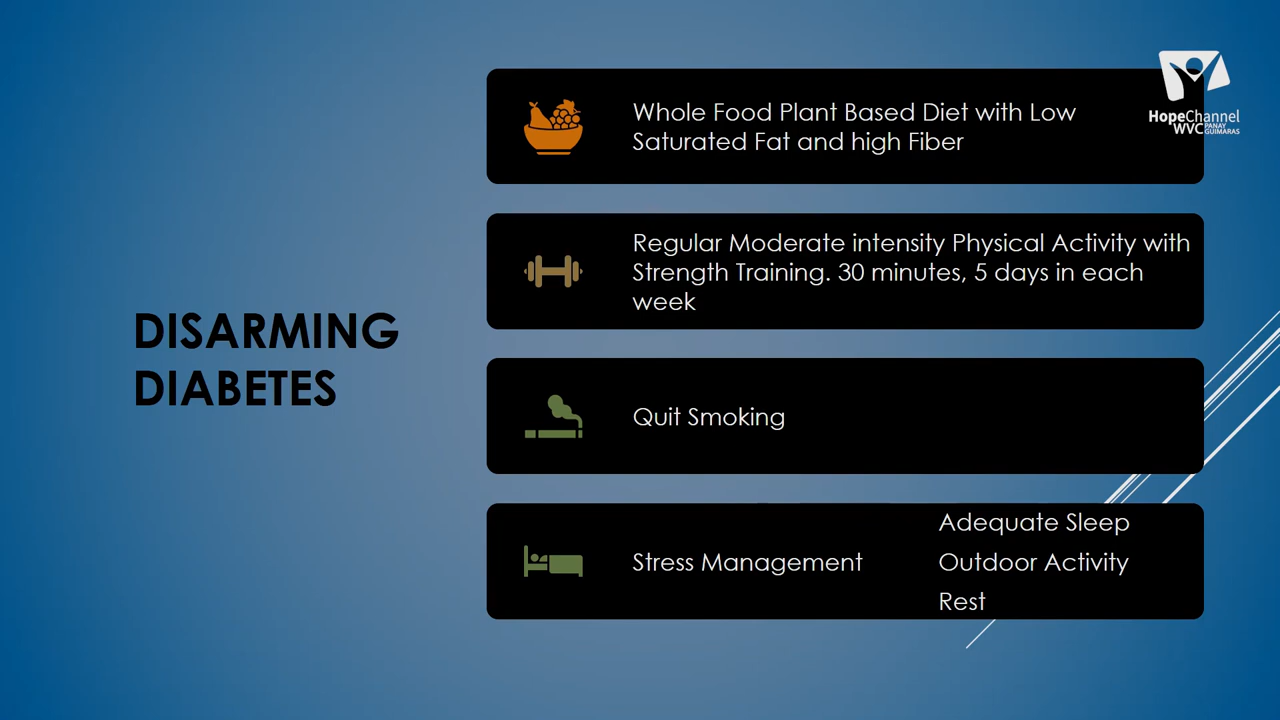 HopeChannel
WVC PANAY
GUIMARAS
Whole Food Plant Based Diet with Low
Saturated Fat and high Fiber
Regular Moderate intensity Physical Activity with
Strength Training. 30 minutes, 5 days in each
week
DISARMING
DIABETES
Quit Smoking
Stress Management
Adequate Sleep
Outdoor Activity
Rest